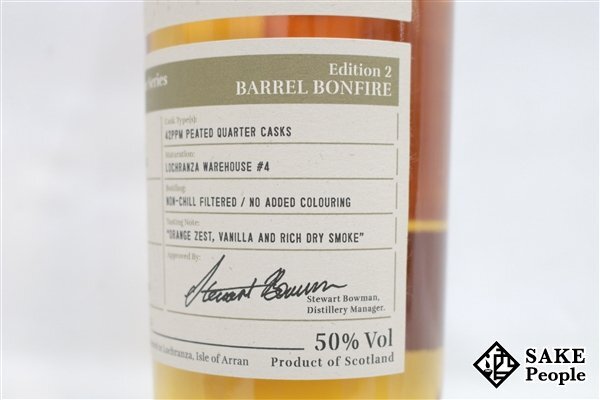 Series
Edition 2
BARREL BONFIRE
Cask Type(s):
42PPM PEATED QUARTER CASKS
Maturation:
LOCHRANZA WAREHOUSE #4
Bottling:
NON-CHILL FILTERED / NO ADDED COLOURING
Tasting Note:
"ORANGE ZEST, VANILLA AND RICH DRY SMOKE"
Approved By:
Stewart Bowman
Stewart Bowman,
Distillery Manager.
50% Vol
Lochranza, Isle of Arran
Product of Scotland
SAKE
People